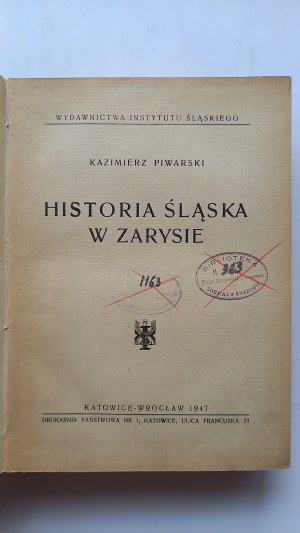 WYDAWNICTWA INSTYTUTU ŚLĄSKIEGO
KAZIMIERZ PIWARSKI
HISTORIA ŚLĄSKA
W ZARYSIE
1163
BIBLIOTEKA
363
KATOWICE-WROCŁAW 1947
DRUKARNIA PAŃSTWOWA NR 1, KATOWICE, ULICA FRANCUSKA 33